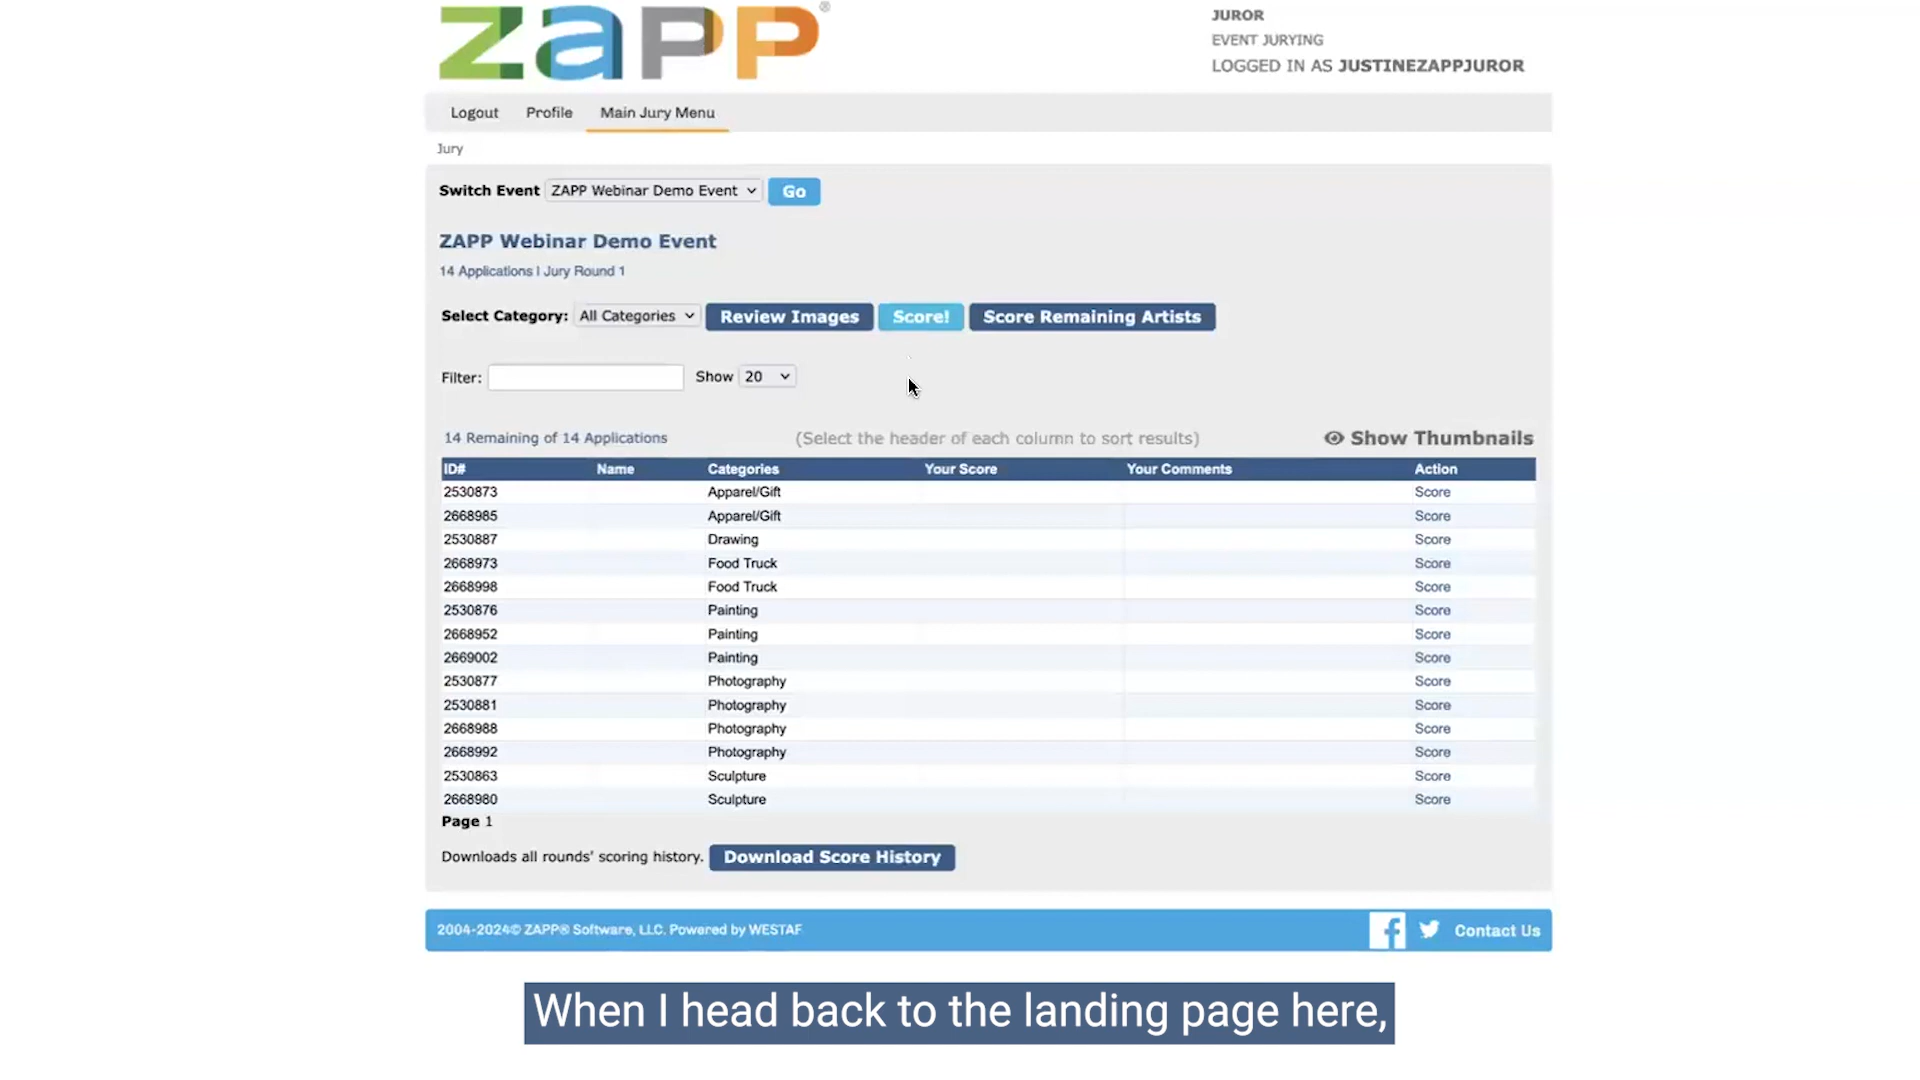 zapp®
JUROR
EVENT JURYING
LOGGED IN AS JUSTINEZAPPJUROR
Logout Profile Main Jury Menu
Jury
Switch Event ZAPP Webinar Demo Event Go
ZAPP Webinar Demo Event
14 Applications | Jury Round 1
Select Category: All Categories Review Images Score! Score Remaining Artists
Filter: Show 20
14 Remaining of 14 Applications (Select the header of each column to sort results) Show Thumbnails
ID# Name Categories Your Score Your Comments Action
2530873 Apparel/Gift Score
2668985 Apparel/Gift Score
2530887 Drawing Score
2668973 Food Truck Score
2668998 Food Truck Score
2530876 Painting Score
2668952 Painting Score
2669002 Painting Score
2530877 Photography Score
2530881 Photography Score
2668988 Photography Score
2668992 Photography Score
2530863 Sculpture Score
2668980 Sculpture Score
Page 1
Downloads all rounds' scoring history. Download Score History
2004-2024© ZAPP® Software, LLC. Powered by WESTAF f Contact Us
When I head back to the landing page here,